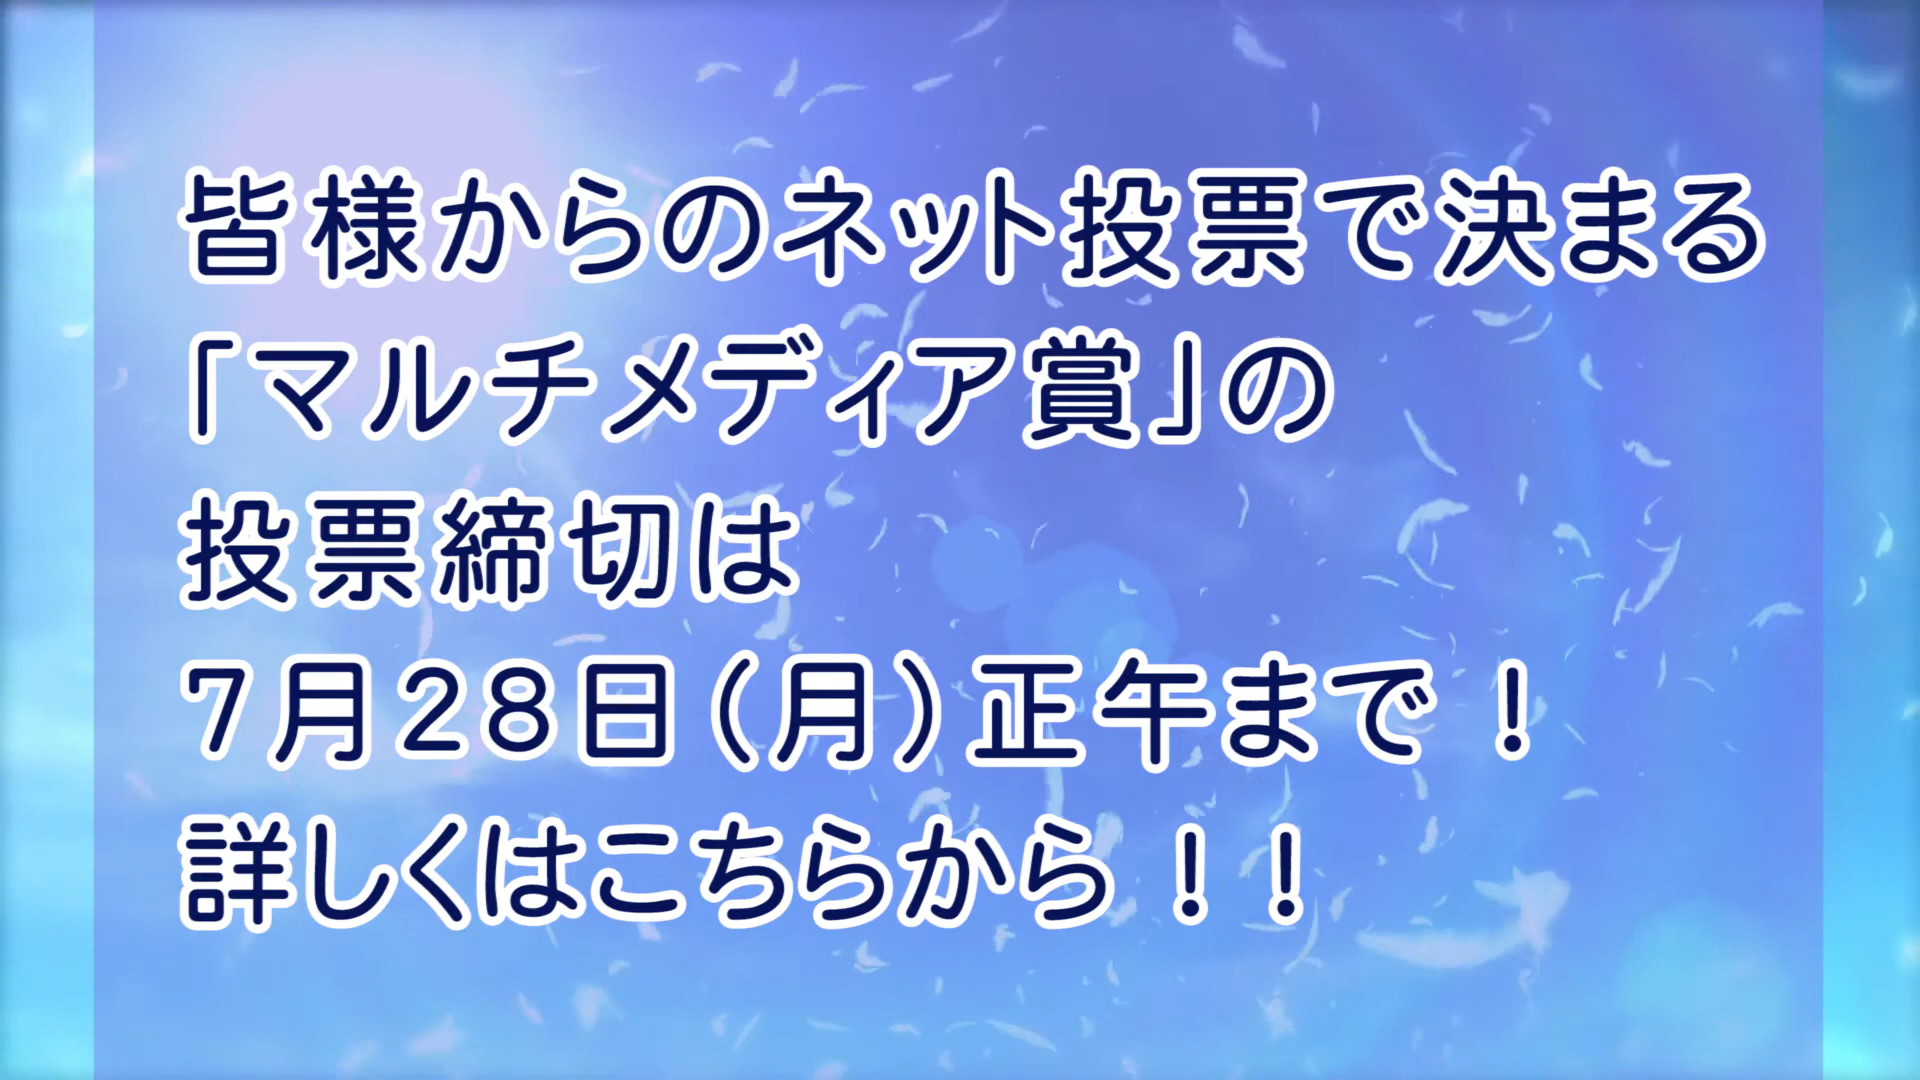 皆様からのネット投票で決まる
「マルチメディア賞」の
投票締切は
7月28日(月)正午まで！
詳しくはこちらから！！